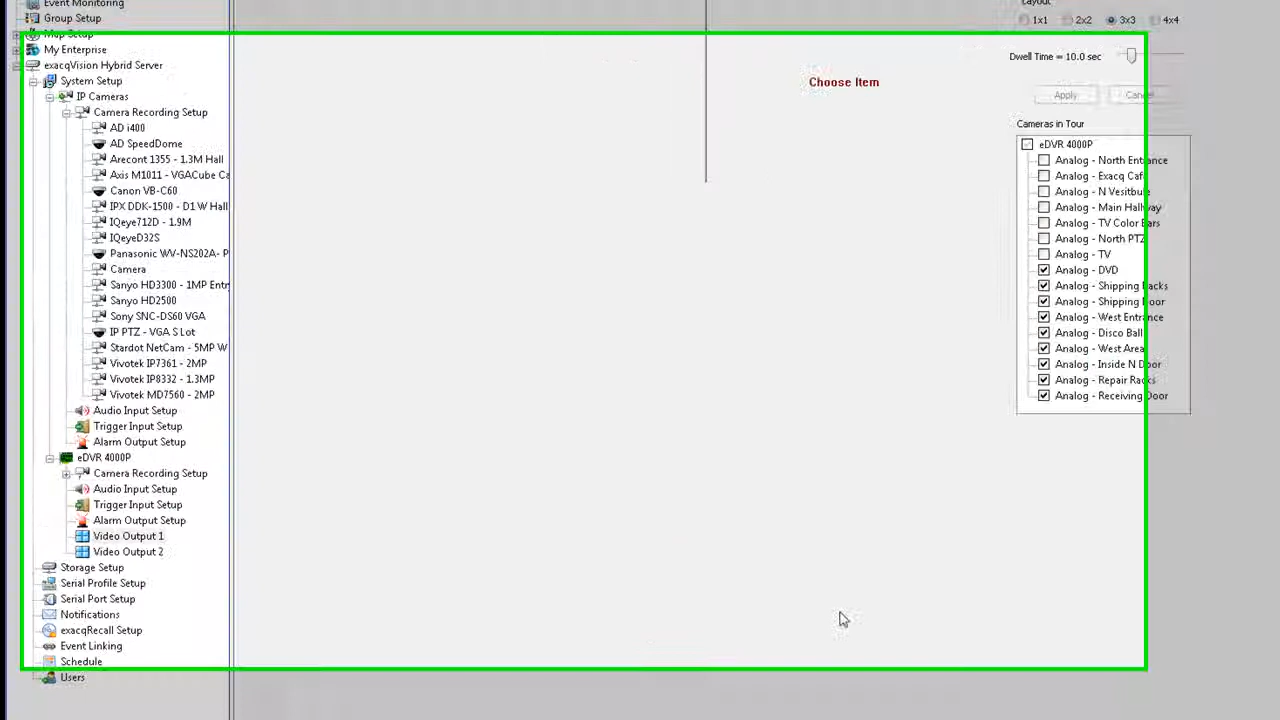 Event Monitoring
Group Setup
Map Setup
My Enterprise
exacqVision Hybrid Server
System Setup
IP Cameras
Camera Recording Setup
AD i400
AD SpeedDome
Arecont 1355 - 1.3M Hall
Axis M1011 - VGACube Ca
Canon VB-C60
IPX DDK-1500 - D1 W Hall
IQeye712D - 1.9M
IQeyeD32S
Panasonic WV-NS202A- P
Camera
Sanyo HD3300 - 1MP Entr
Sanyo HD2500
Sony SNC-DS60 VGA
IP PTZ - VGA S Lot
Stardot NetCam - 5MP W
Vivotek IP7361 - 2MP
Vivotek IP8332 - 1.3MP
Vivotek MD7560 - 2MP
Audio Input Setup
Trigger Input Setup
Alarm Output Setup
eDVR 4000P
Camera Recording Setup
Audio Input Setup
Trigger Input Setup
Alarm Output Setup
Video Output 1
Video Output 2
Storage Setup
Serial Profile Setup
Serial Port Setup
Notifications
exacqRecall Setup
Event Linking
Schedule
Users
Choose Item
Layout
1x1 2x2 3x3 4x4
Dwell Time = 10.0 sec
Apply Cancel
Cameras in Tour
eDVR 4000P
Analog - North Entrance
Analog - Exacq Cafe
Analog - N Vesitbule
Analog - Main Hallway
Analog - TV Color Bars
Analog - North PTZ
Analog - TV
Analog - DVD
Analog - Shipping Racks
Analog - Shipping Door
Analog - West Entrance
Analog - Disco Ball
Analog - West Area
Analog - Inside N Door
Analog - Repair Racks
Analog - Receiving Door